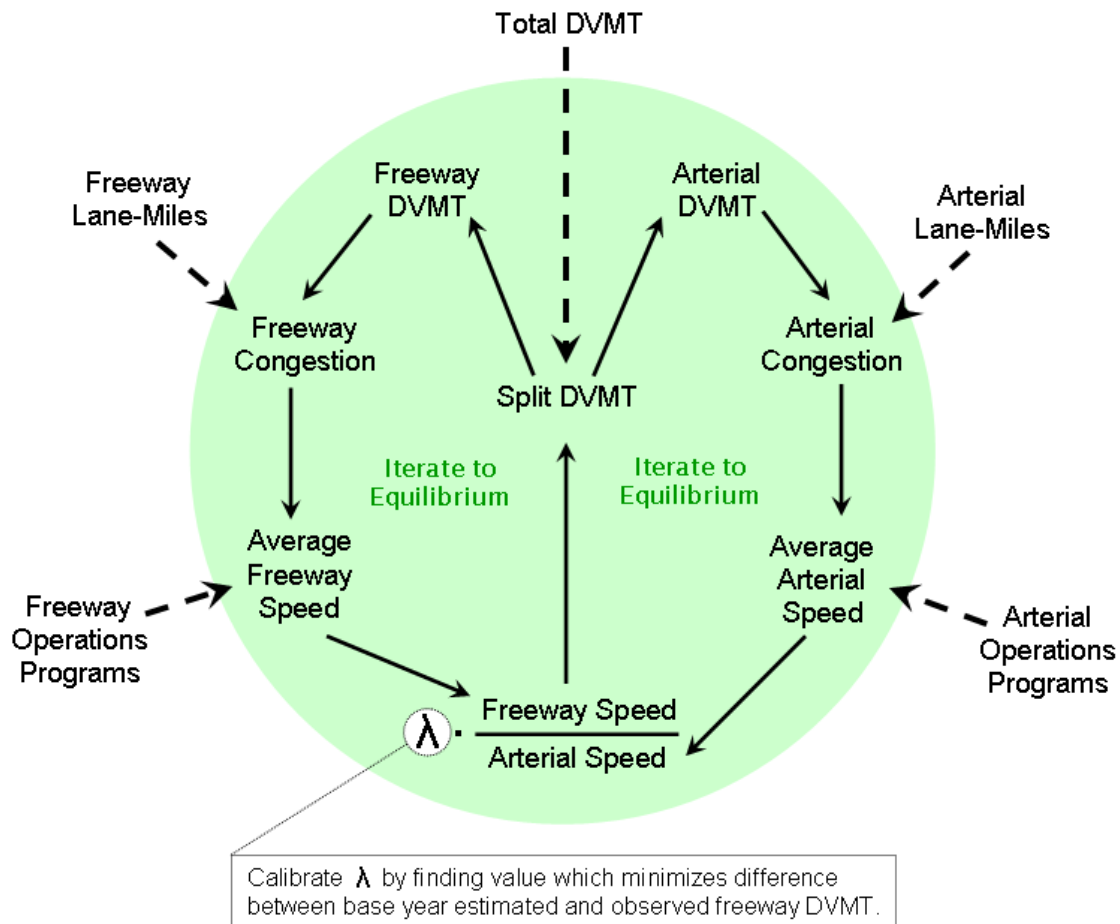 Total DVMT
Freeway
Lane-Miles
Freeway
DVMT
Arterial
DVMT
Arterial
Lane-Miles
Freeway
Congestion
Arterial
Congestion
Split DVMT
Iterate to
Equilibrium
Iterate to
Equilibrium
Average
Freeway
Speed
Average
Arterial
Speed
Freeway
Operations
Programs
Arterial
Operations
Programs
λ · Freeway Speed
Arterial Speed
Calibrate λ by finding value which minimizes difference
between base year estimated and observed freeway DVMT.